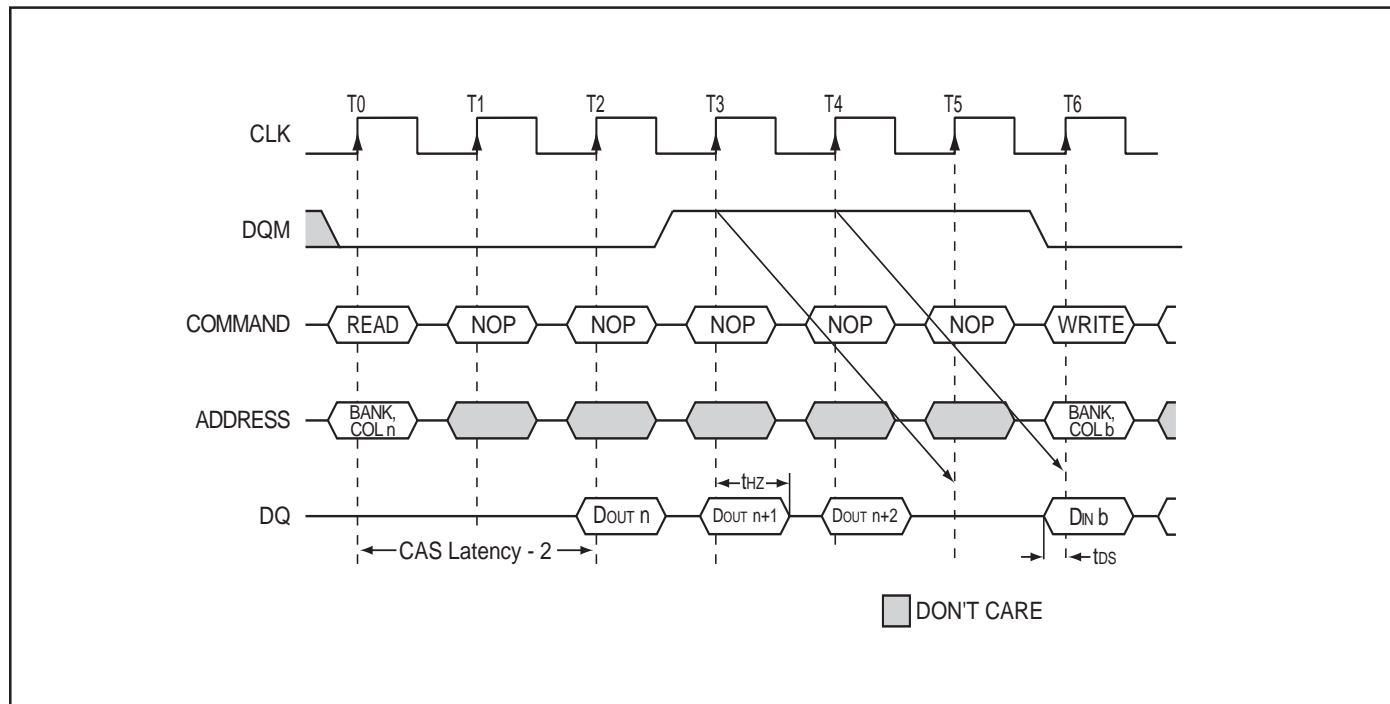 T0 T1 T2 T3 T4 T5 T6
CLK
DQM
COMMAND READ NOP NOP NOP NOP NOP WRITE
ADDRESS BANK, COL n BANK, COL b
tHZ
DQ DOUT n DOUT n+1 DOUT n+2 DIN b
CAS Latency - 2 tDS
DON'T CARE